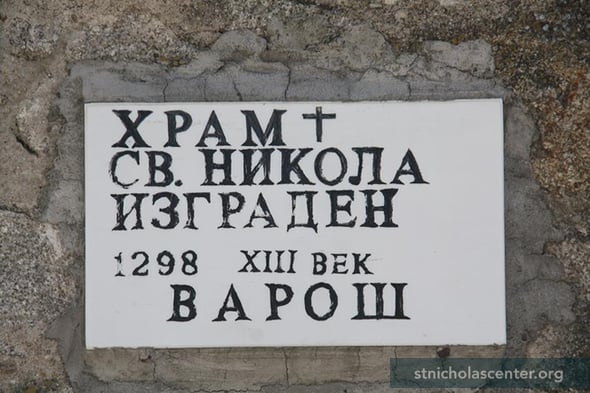 ХРАМ
СВ. НИКОЛА
ИЗГРАДЕН
1298 XIII ВЕК
ВАРОШ
stnicholascenter.org